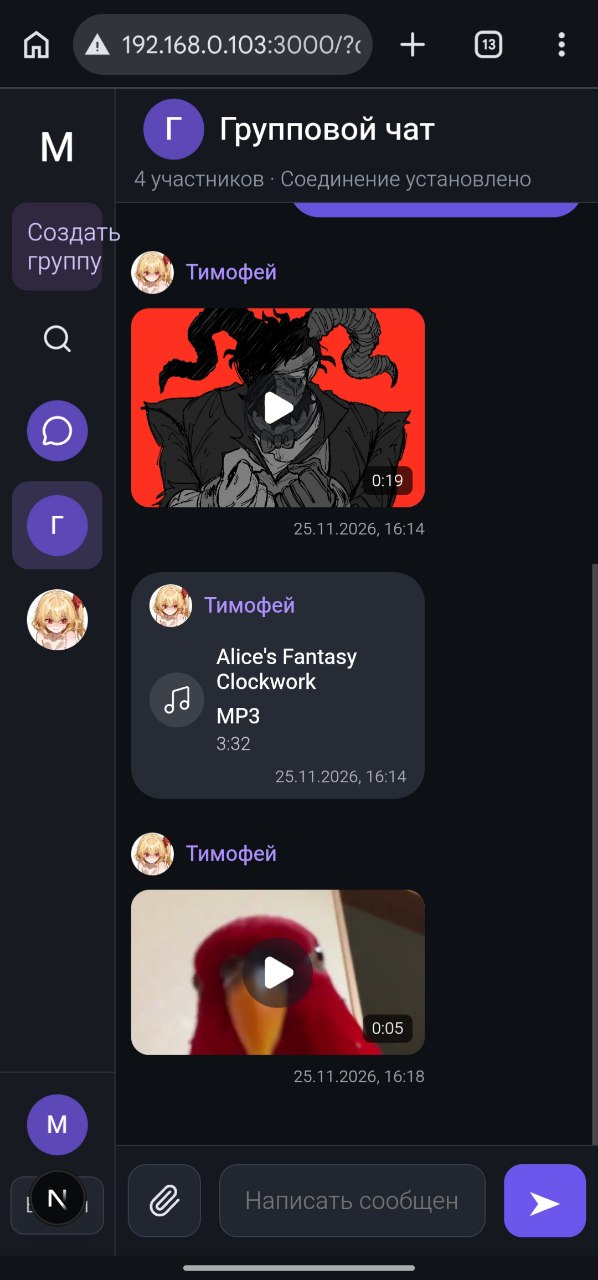 192.168.0.103:3000/?c
13
М
Г
Групповой чат
4 участников · Соединение установлено
Создать
группу
Тимофей
0:19
25.11.2026, 16:14
Г
Тимофей
Alice's Fantasy
Clockwork
MP3
3:32
25.11.2026, 16:14
Тимофей
0:05
25.11.2026, 16:18
М
N
Написать сообщен